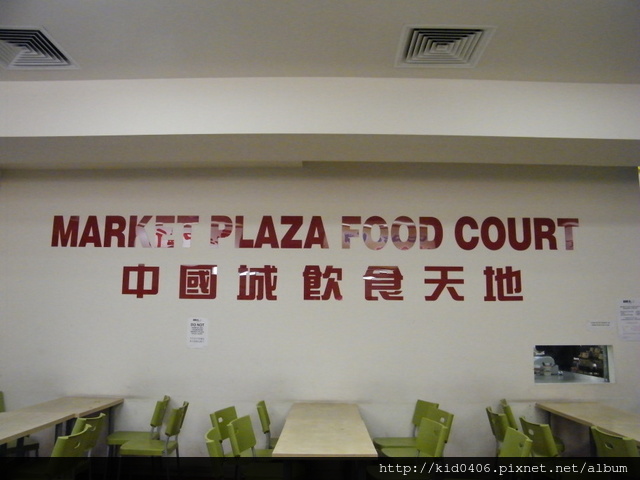 MARKET PLAZA FOOD COURT
中國城飲食天地
DO NOT
http://kid0406.pixnet.net/album